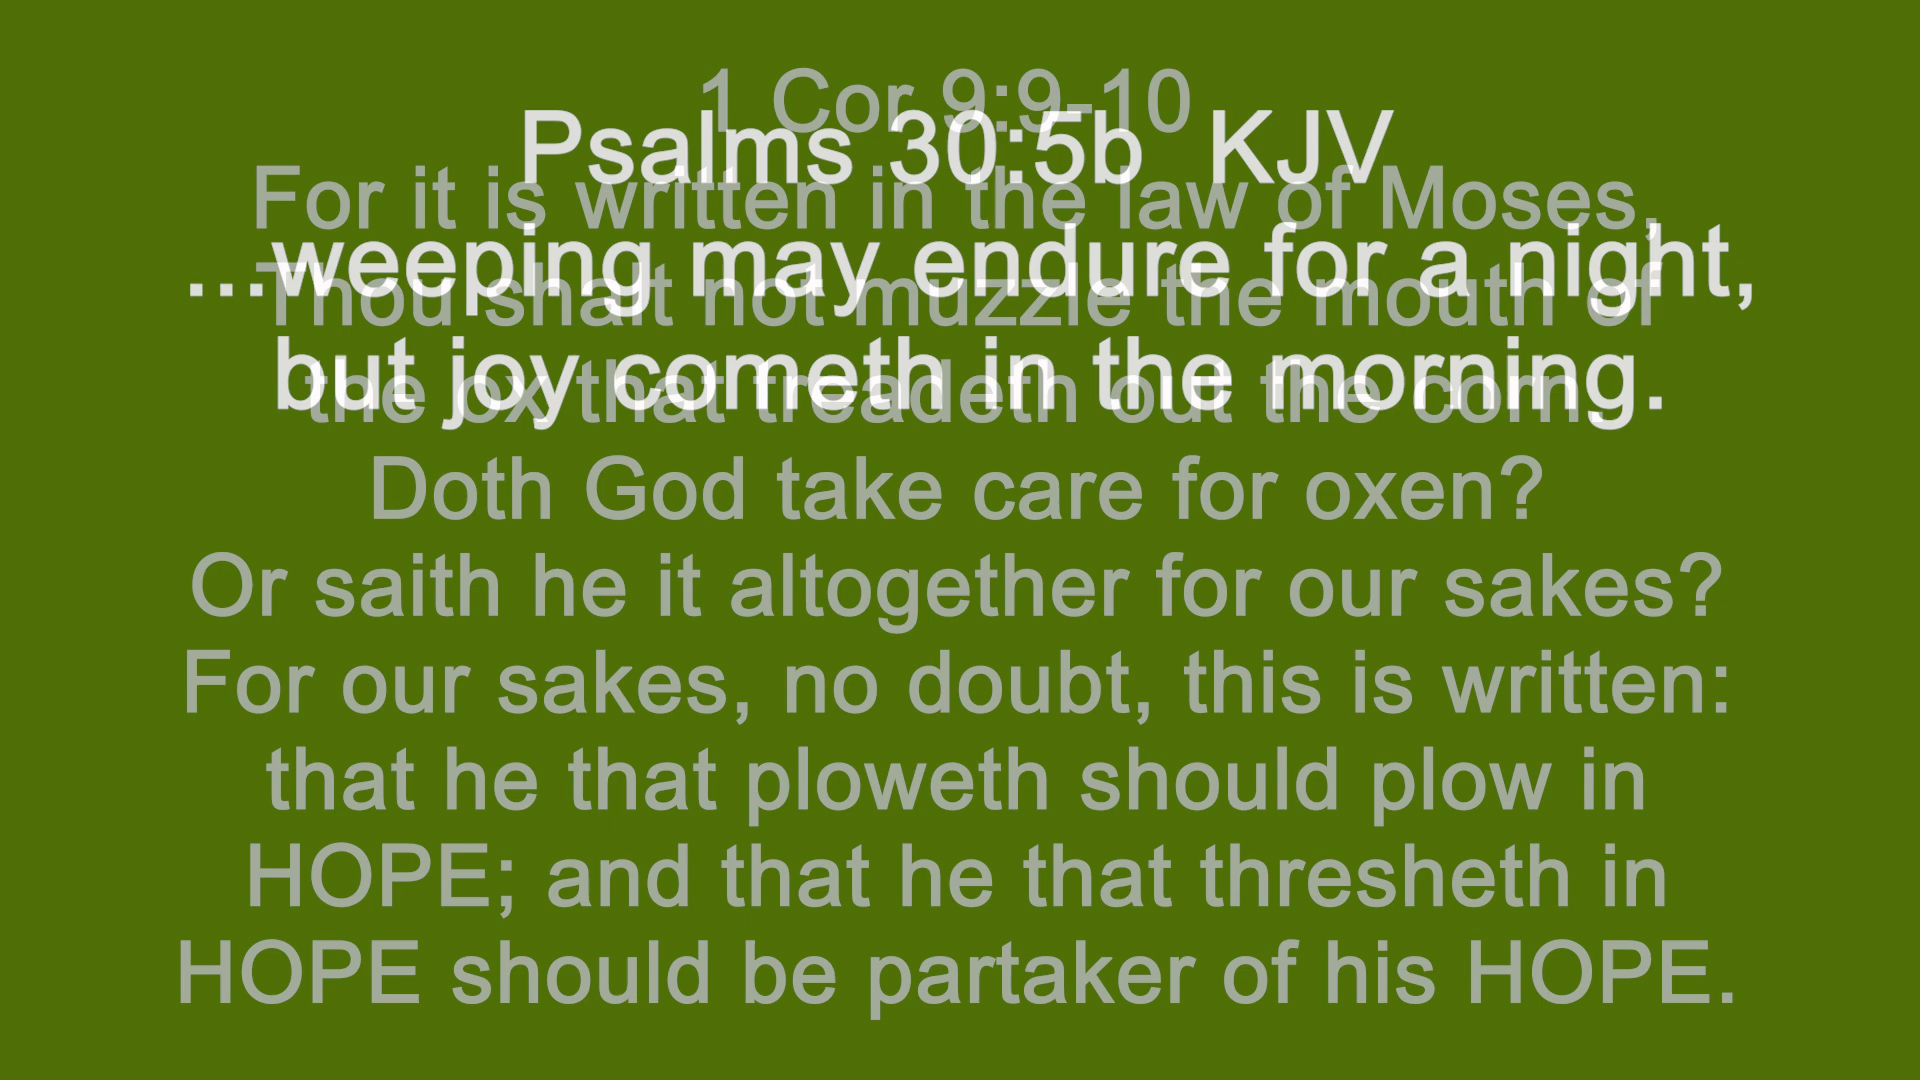 1 Cor 9:9-10
For it is written in the law of Moses,
Thou shalt not muzzle the mouth of
the ox that treadeth out the corn.
Doth God take care for oxen?
Or saith he it altogether for our sakes?
For our sakes, no doubt, this is written:
that he that ploweth should plow in
HOPE; and that he that thresheth in
HOPE should be partaker of his HOPE.
Psalms 30:5b KJV
...weeping may endure for a night,
but joy cometh in the morning.